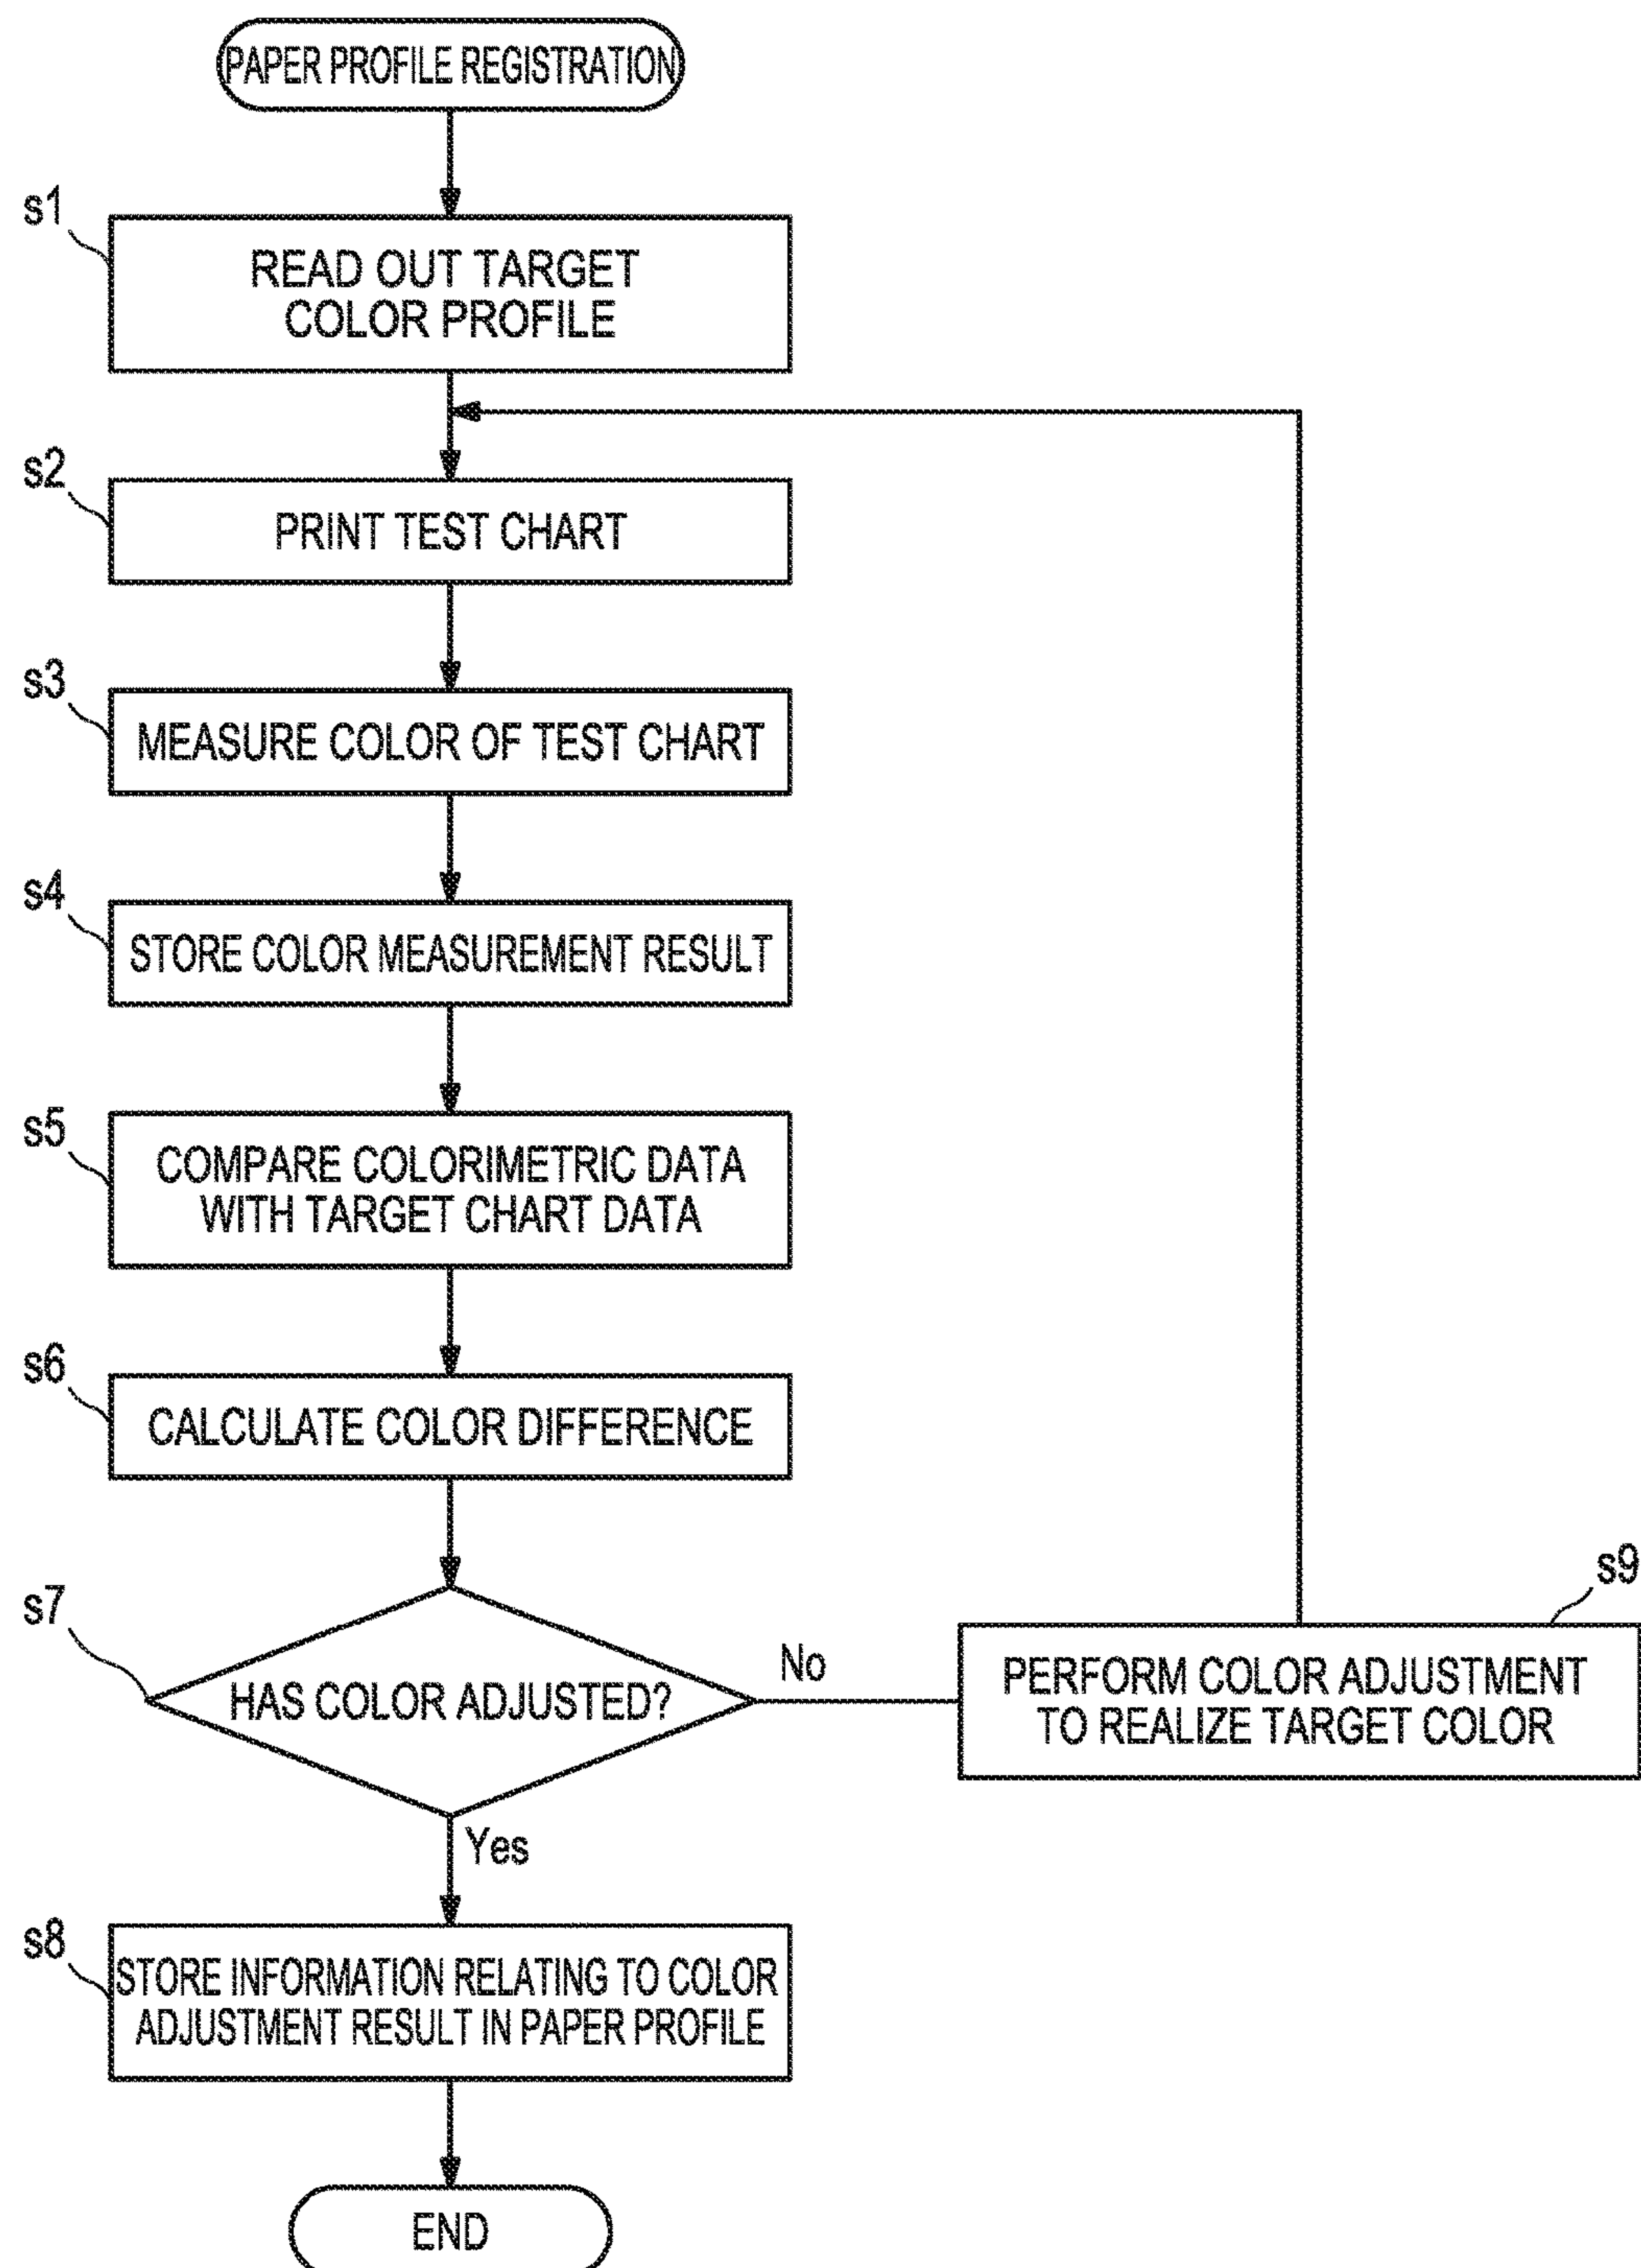 PAPER PROFILE REGISTRATION
s1
READ OUT TARGET
COLOR PROFILE
s2
PRINT TEST CHART
s3
MEASURE COLOR OF TEST CHART
s4
STORE COLOR MEASUREMENT RESULT
s5
COMPARE COLORIMETRIC DATA
WITH TARGET CHART DATA
s6
CALCULATE COLOR DIFFERENCE
s7
HAS COLOR ADJUSTED?
No
s9
PERFORM COLOR ADJUSTMENT
TO REALIZE TARGET COLOR
Yes
s8
STORE INFORMATION RELATING TO COLOR
ADJUSTMENT RESULT IN PAPER PROFILE
END